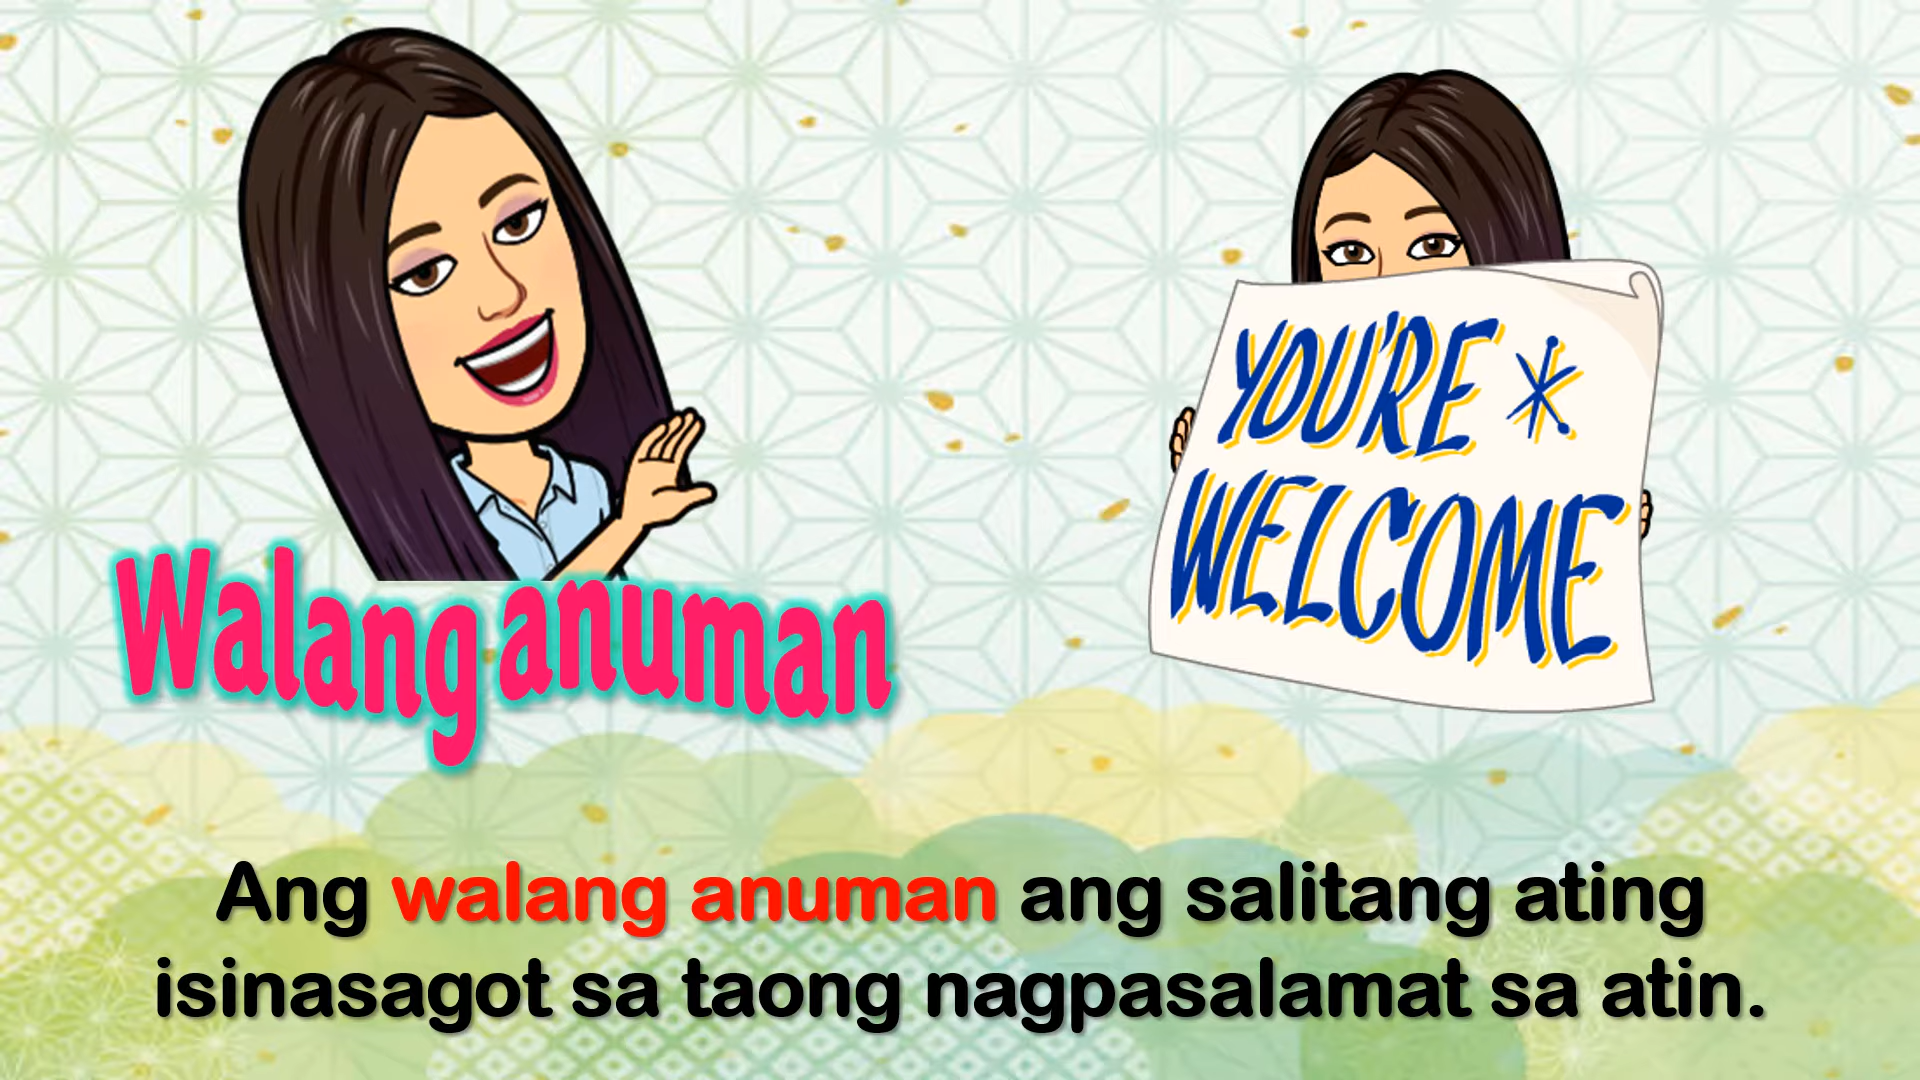 Walang anuman
YOU'RE
WELCOME
Ang walang anuman ang salitang ating
isinasagot sa taong nagpasalamat sa atin.